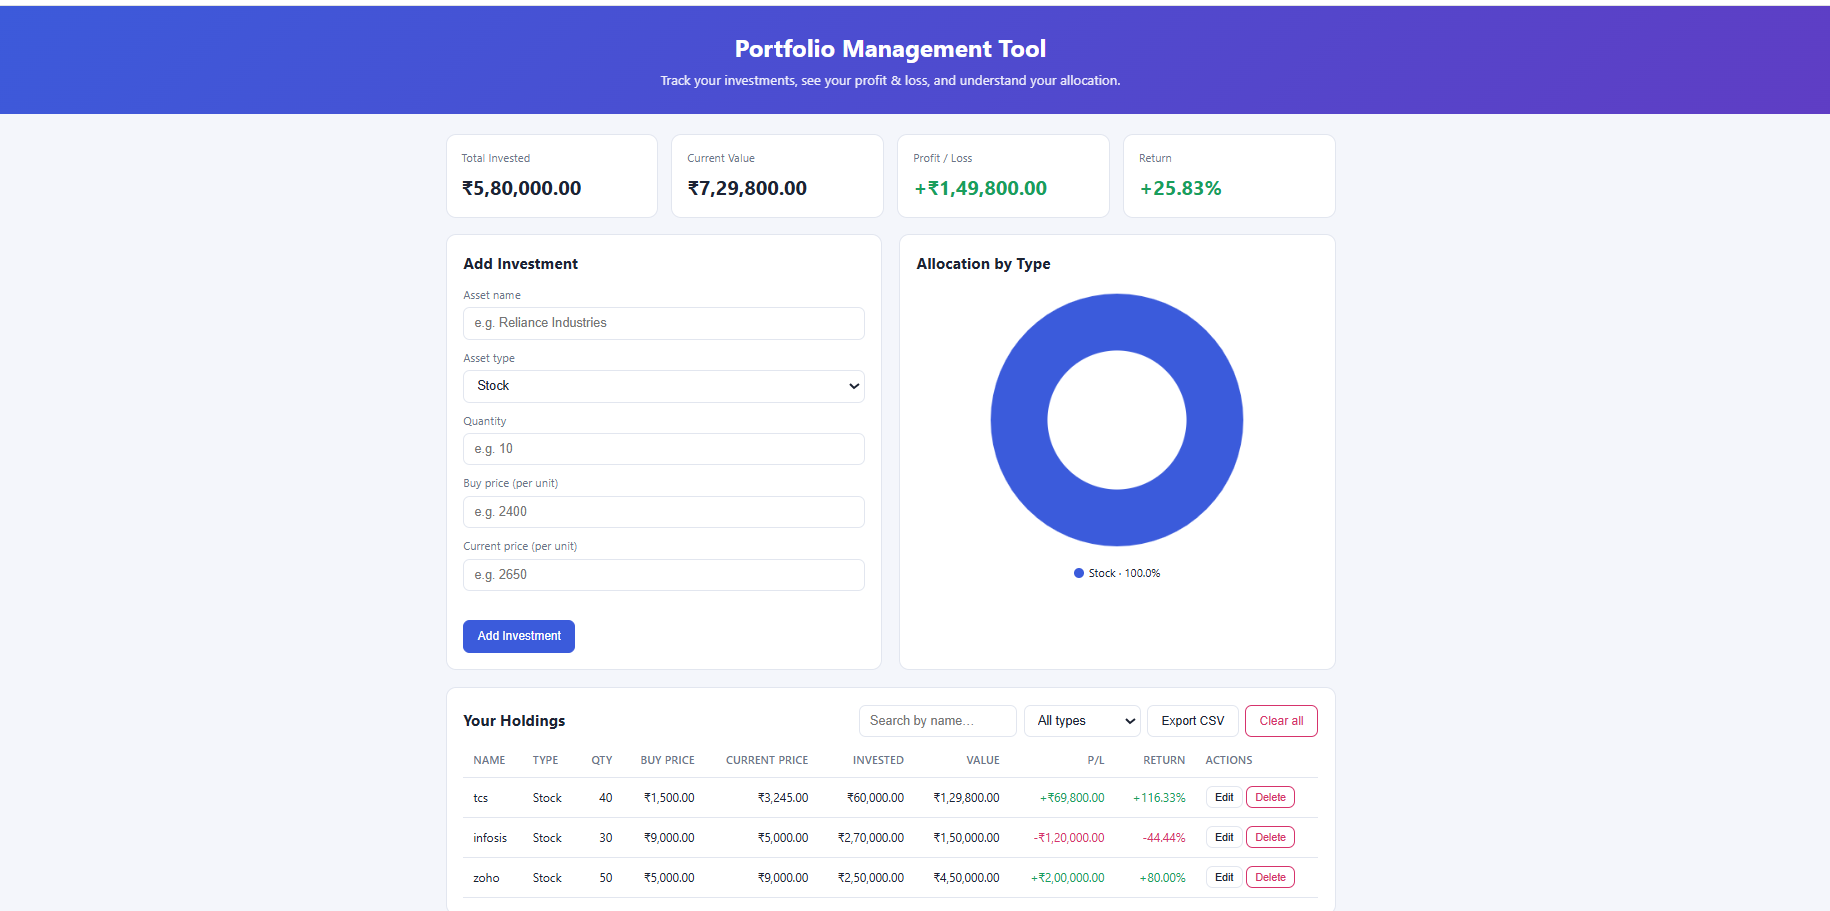 Portfolio Management Tool
Track your investments, see your profit & loss, and understand your allocation.
Total Invested
₹5,80,000.00
Current Value
₹7,29,800.00
Profit / Loss
+₹1,49,800.00
Return
+25.83%
Add Investment
Asset name
e.g. Reliance Industries
Asset type
Stock
Quantity
e.g. 10
Buy price (per unit)
e.g. 2400
Current price (per unit)
e.g. 2650
Add Investment
Allocation by Type
Stock · 100.0%
Your Holdings
Search by name… All types Export CSV Clear all
NAME TYPE QTY BUY PRICE CURRENT PRICE INVESTED VALUE P/L RETURN ACTIONS
tcs Stock 40 ₹1,500.00 ₹3,245.00 ₹60,000.00 ₹1,29,800.00 +₹69,800.00 +116.33% Edit Delete
infosis Stock 30 ₹9,000.00 ₹5,000.00 ₹2,70,000.00 ₹1,50,000.00 -₹1,20,000.00 -44.44% Edit Delete
zoho Stock 50 ₹5,000.00 ₹9,000.00 ₹2,50,000.00 ₹4,50,000.00 +₹2,00,000.00 +80.00% Edit Delete